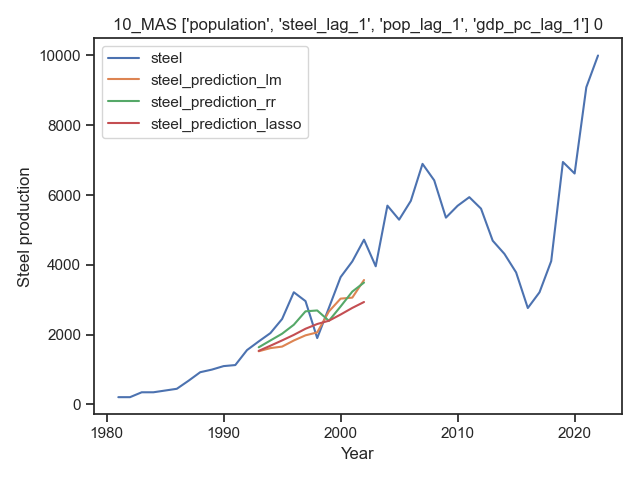 10_MAS ['population', 'steel_lag_1', 'pop_lag_1', 'gdp_pc_lag_1'] 0
steel
steel_prediction_lm
steel_prediction_rr
steel_prediction_lasso
10000
8000
6000
4000
2000
0
Steel production
1980
1990
2000
2010
2020
Year